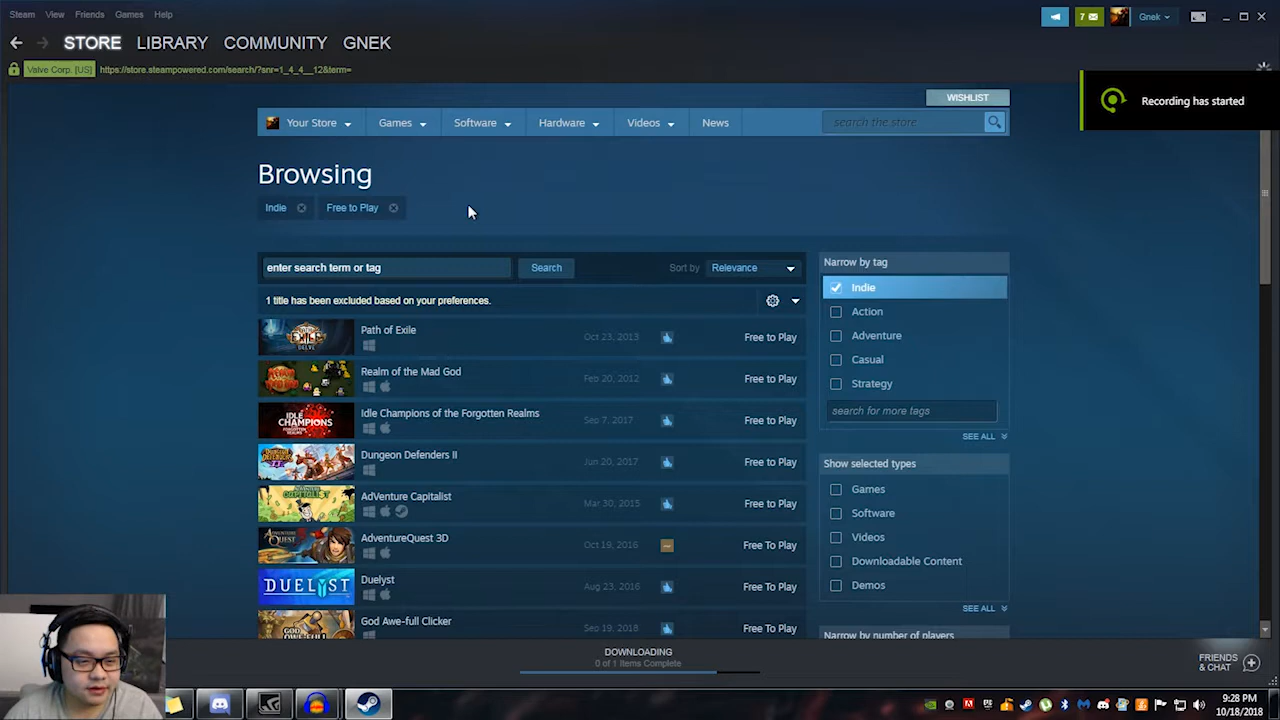 Steam View Friends Games Help
7 Gnek
STORE LIBRARY COMMUNITY GNEK
Valve Corp. [US] https://store.steampowered.com/search/?snr=1_4_4__12&term=
Recording has started
WISHLIST
Your Store Games Software Hardware Videos News search the store
Browsing
Indie Free to Play
enter search term or tag Search Sort by Relevance
1 title has been excluded based on your preferences.
Path of Exile Oct 23, 2013 Free to Play
Realm of the Mad God Feb 20, 2012 Free to Play
IDLE CHAMPIONS
Idle Champions of the Forgotten Realms Sep 7, 2017 Free to Play
Dungeon Defenders II Jun 20, 2017 Free to Play
AdVenture Capitalist Mar 30, 2015 Free to Play
AdventureQuest 3D Oct 19, 2016 Free To Play
DUELYST
Duelyst Aug 23, 2016 Free to Play
God Awe-full Clicker Sep 19, 2018 Free To Play
Narrow by tag
Indie
Action
Adventure
Casual
Strategy
search for more tags
SEE ALL
Show selected types
Games
Software
Videos
Downloadable Content
Demos
SEE ALL
Narrow by number of players
DOWNLOADING
0 of 1 Items Complete
FRIENDS
& CHAT
9:28 PM
10/18/2018